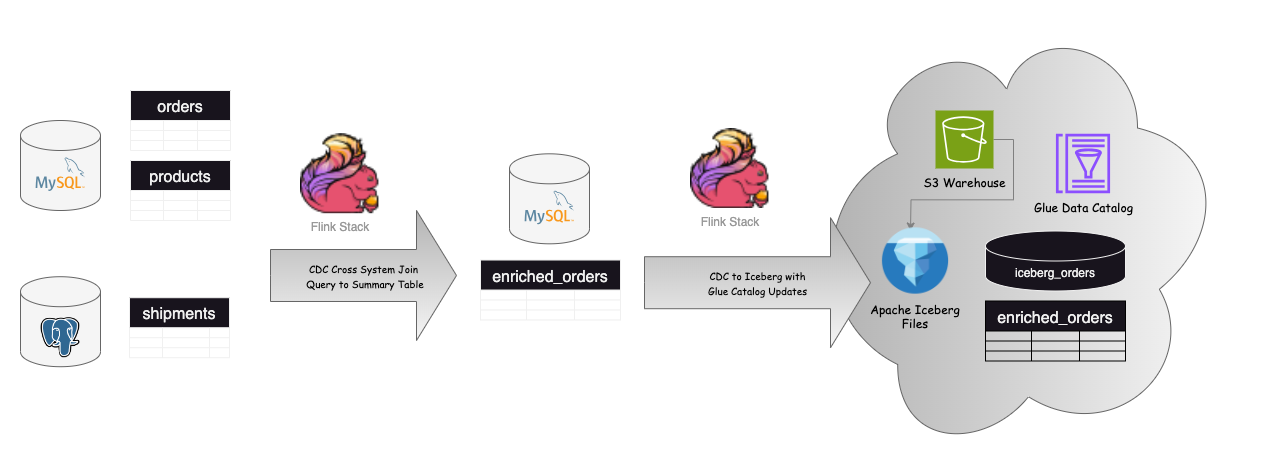 orders
MySQL
products
shipments
Flink Stack
CDC Cross System Join
Query to Summary Table
MySQL
enriched_orders
Flink Stack
CDC to Iceberg with
Glue Catalog Updates
S3 Warehouse
Glue Data Catalog
Apache Iceberg
Files
iceberg_orders
enriched_orders